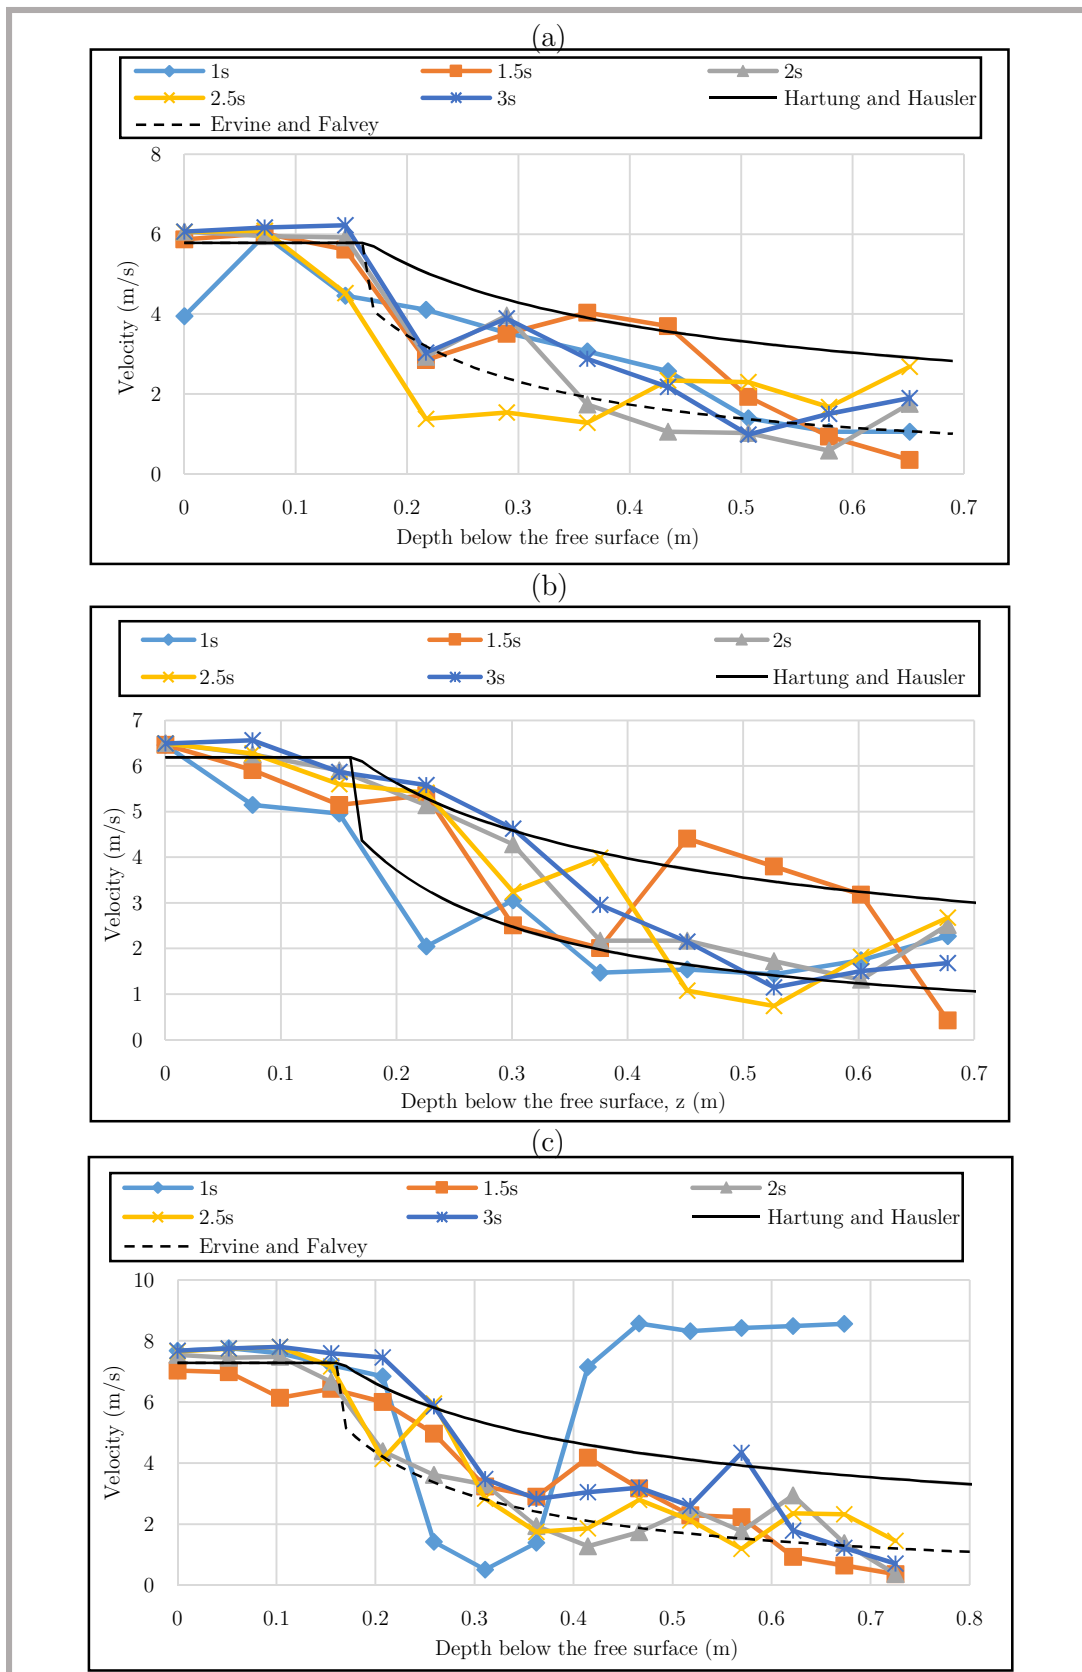 (a)
1s 1.5s 2s
2.5s 3s Hartung and Hausler
Ervine and Falvey
8
6
4
2
0
Velocity (m/s)
0 0.1 0.2 0.3 0.4 0.5 0.6 0.7
Depth below the free surface (m)
(b)
1s 1.5s 2s
2.5s 3s Hartung and Hausler
7
6
5
4
3
2
1
0
Velocity (m/s)
0 0.1 0.2 0.3 0.4 0.5 0.6 0.7
Depth below the free surface, z (m)
(c)
1s 1.5s 2s
2.5s 3s Hartung and Hausler
Ervine and Falvey
10
8
6
4
2
0
Velocity (m/s)
0 0.1 0.2 0.3 0.4 0.5 0.6 0.7 0.8
Depth below the free surface (m)